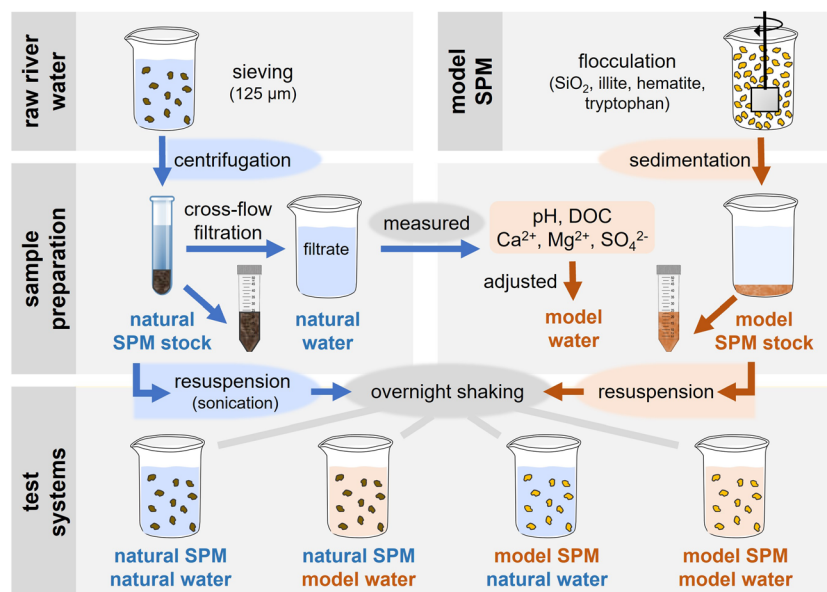 raw river
water
sieving
(125 µm)
centrifugation
model
SPM
flocculation
(SiO₂, illite, hematite,
tryptophan)
sedimentation
sample
preparation
cross-flow
filtration
filtrate
measured
pH, DOC
Ca²⁺, Mg²⁺, SO₄²⁻
adjusted
natural
SPM stock
natural
water
model
water
model
SPM stock
resuspension
(sonication)
overnight shaking
resuspension
test
systems
natural SPM
natural water
natural SPM
model water
model SPM
natural water
model SPM
model water